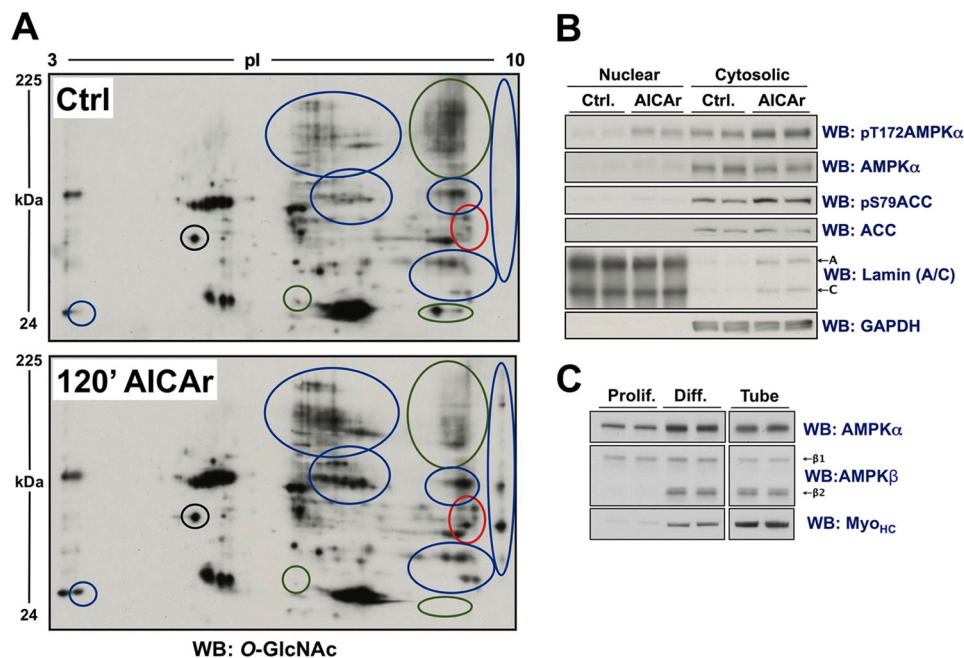 A
3 pI 10
225
Ctrl
kDa
24
225
120' AICAr
kDa
24
WB: O-GlcNAc
B
Nuclear Cytosolic
Ctrl. AICAr Ctrl. AICAr
WB: pT172AMPKα
WB: AMPKα
WB: pS79ACC
WB: ACC
←A
WB: Lamin (A/C)
←C
WB: GAPDH
C
Prolif. Diff. Tube
WB: AMPKα
←β1
WB:AMPKβ
←β2
WB: MyoHC